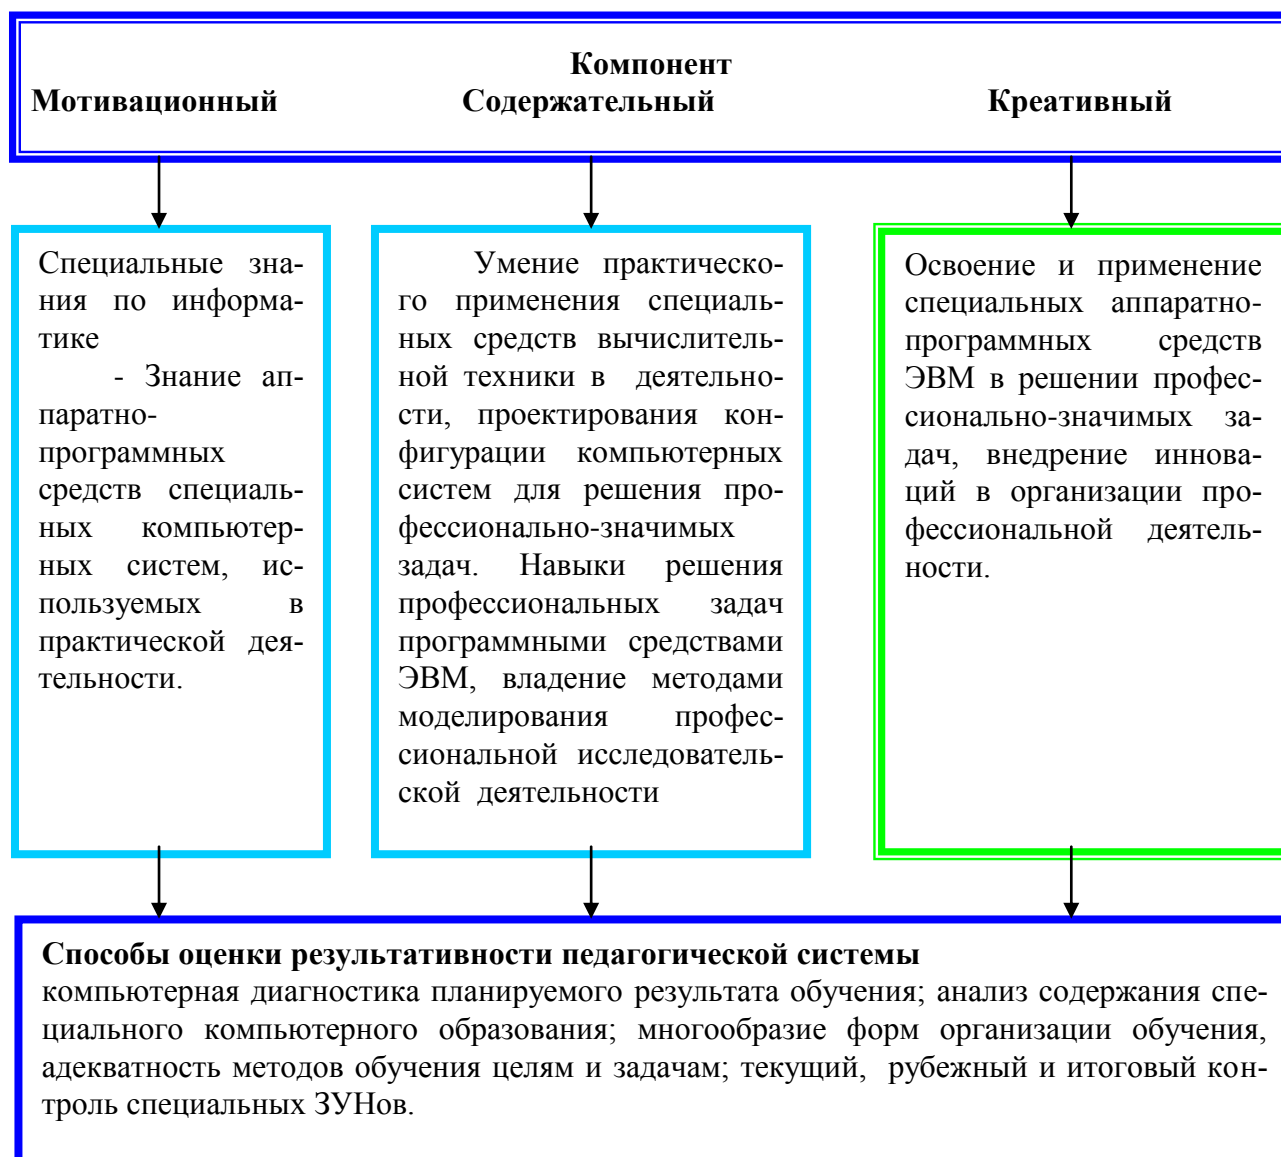 Компонент
Мотивационный Содержательный Креативный
Специальные зна-
ния по информа-
тике
- Знание ап-
паратно-
программных
средств специаль-
ных компьютер-
ных систем, ис-
пользуемых в
практической дея-
тельности.
Умение практическо-
го применения специаль-
ных средств вычислитель-
ной техники в деятельно-
сти, проектирования кон-
фигурации компьютерных
систем для решения про-
фессионально-значимых
задач. Навыки решения
профессиональных задач
программными средствами
ЭВМ, владение методами
моделирования профес-
сиональной исследователь-
ской деятельности
Освоение и применение
специальных аппаратно-
программных средств
ЭВМ в решении профес-
сионально-значимых за-
дач, внедрение иннова-
ций в организации про-
фессиональной деятель-
ности.
Способы оценки результативности педагогической системы
компьютерная диагностика планируемого результата обучения; анализ содержания спе-
циального компьютерного образования; многообразие форм организации обучения,
адекватность методов обучения целям и задачам; текущий, рубежный и итоговый кон-
троль специальных ЗУНов.